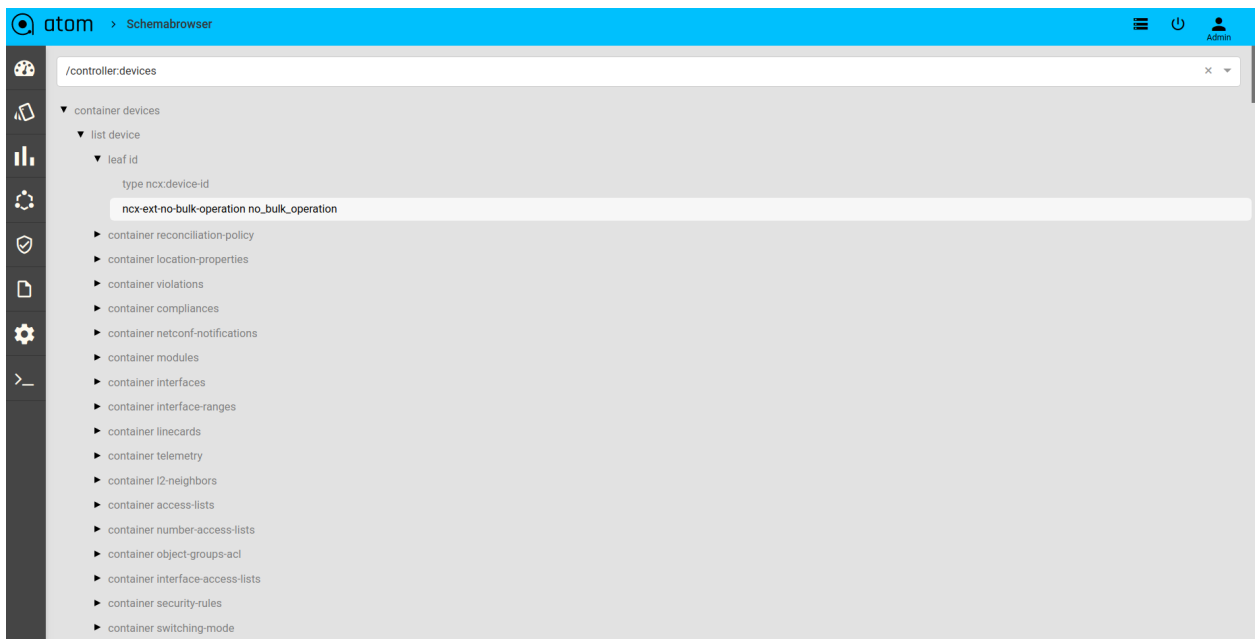 atom > Schemabrowser
Admin
/controller:devices
container devices
list device
leaf id
type ncx:device-id
ncx-ext-no-bulk-operation no_bulk_operation
container reconciliation-policy
container location-properties
container violations
container compliances
container netconf-notifications
container modules
container interfaces
container interface-ranges
container linecards
container telemetry
container l2-neighbors
container access-lists
container number-access-lists
container object-groups-acl
container interface-access-lists
container security-rules
container switching-mode